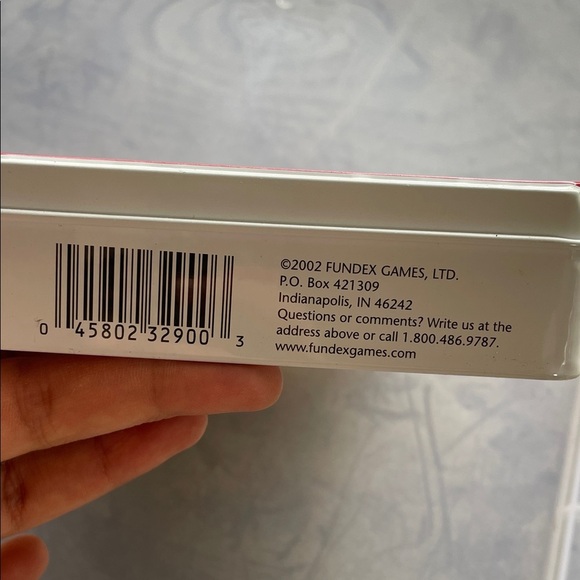 ©2002 FUNDEX GAMES, LTD.
P.O. Box 421309
Indianapolis, IN 46242
Questions or comments? Write us at the
address above or call 1.800.486.9787.
www.fundexgames.com
0 45802 32900 3